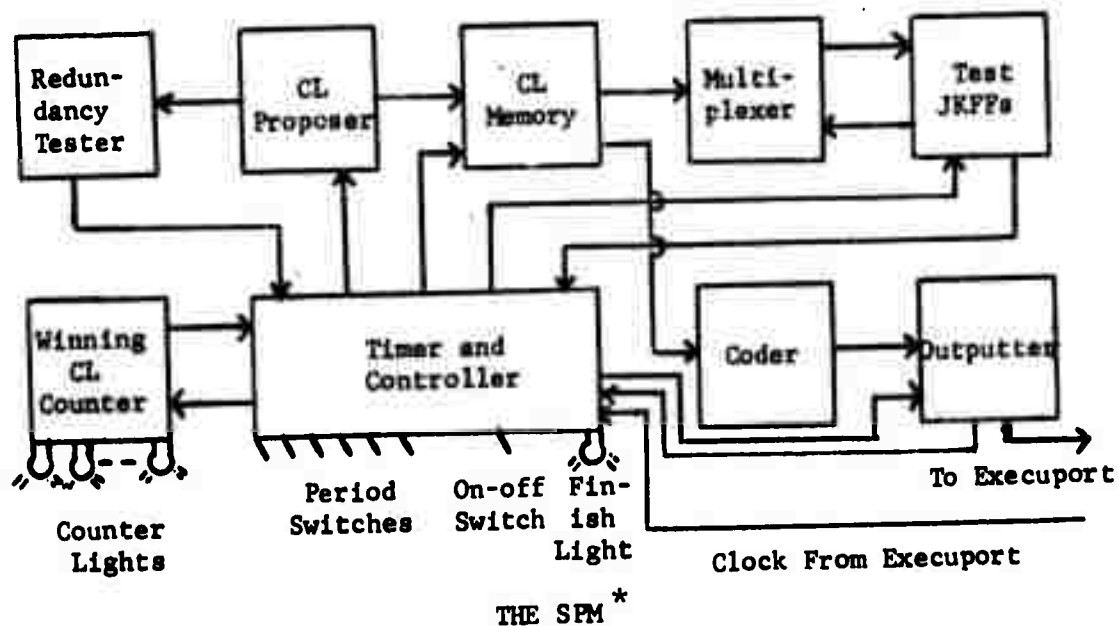 Redun-
dancy
Tester
CL
Proposer
CL
Memory
Multi-
plexer
Test
JKFFs
Winning
CL
Counter
Timer and
Controller
Coder
Outputter
To Execuport
Counter
Lights
Period
Switches
On-off
Switch
Fin-
ish
Light
Clock From Execuport
THE SPM*